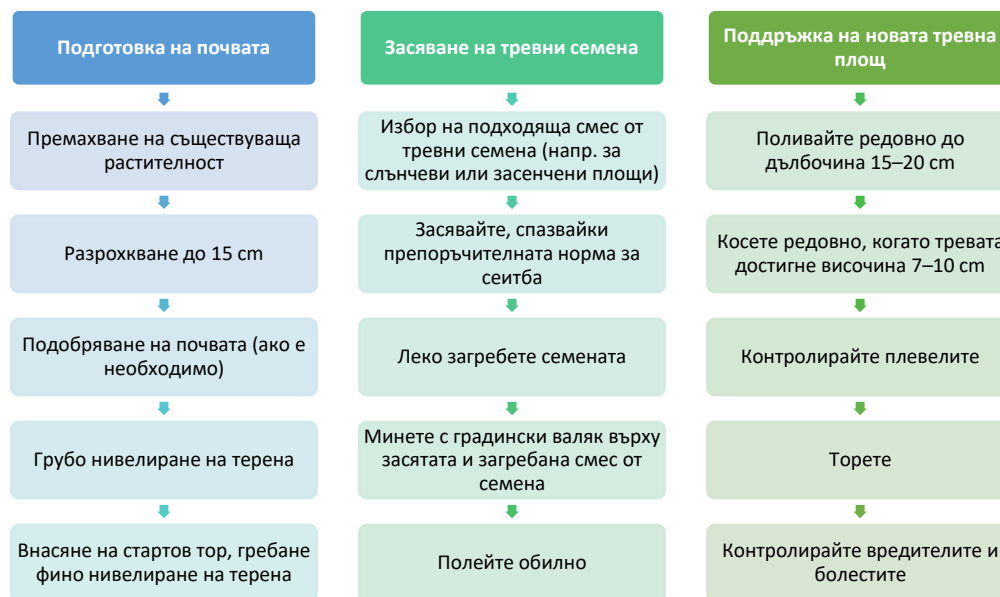 Подготовка на почвата
Премахване на съществуваща
растителност
Разрохкване до 15 cm
Подобряване на почвата (ако е
необходимо)
Грубо нивелиране на терена
Внасяне на стартов тор, гребане
фино нивелиране на терена
Засяване на тревни семена
Избор на подходяща смес от
тревни семена (напр. за
слънчеви или засенчени площи)
Засявайте, спазвайки
препоръчителната норма за
сеитба
Леко загребете семената
Минете с градински валяк върху
засятата и загребана смес от
семена
Полейте обилно
Поддръжка на новата тревна
площ
Поливайте редовно до
дълбочина 15–20 cm
Косете редовно, когато тревата
достигне височина 7–10 cm
Контролирайте плевелите
Торете
Контролирайте вредителите и
болестите